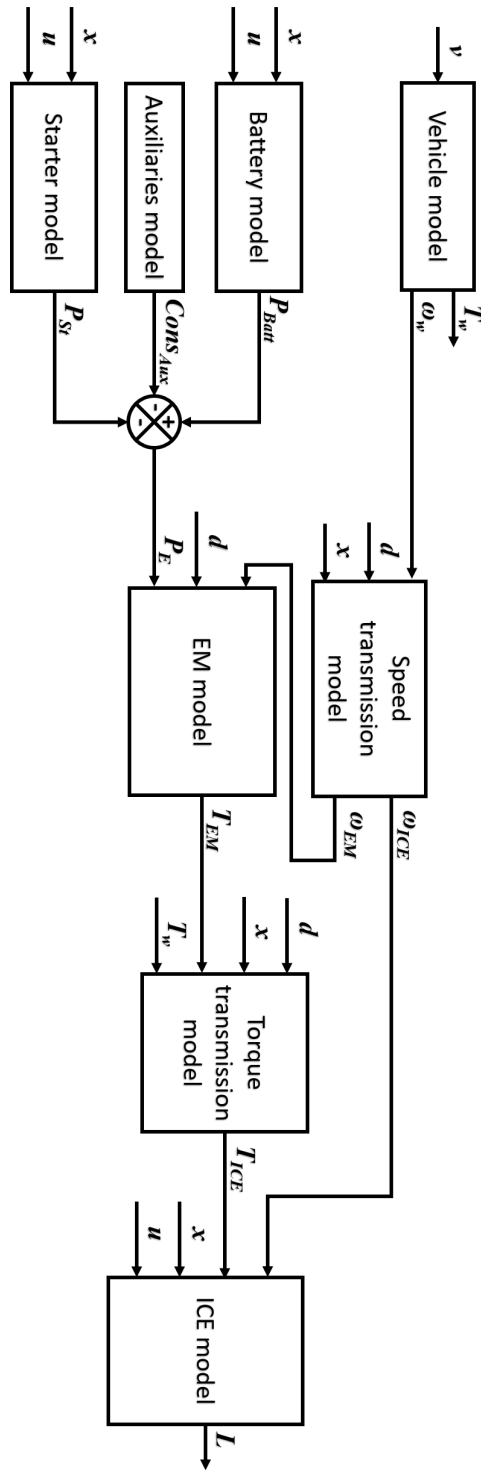 v
Vehicle model
T_w
ω_w
d
x
Speed
transmission
model
ω_ICE
ω_EM
x
u
Battery model
P_Batt
Auxiliaries model
Cons_Aux
x
u
Starter model
P_St
+
-
-
d
P_E
EM model
T_EM
d
x
T_w
Torque
transmission
model
T_ICE
x
u
ICE model
L